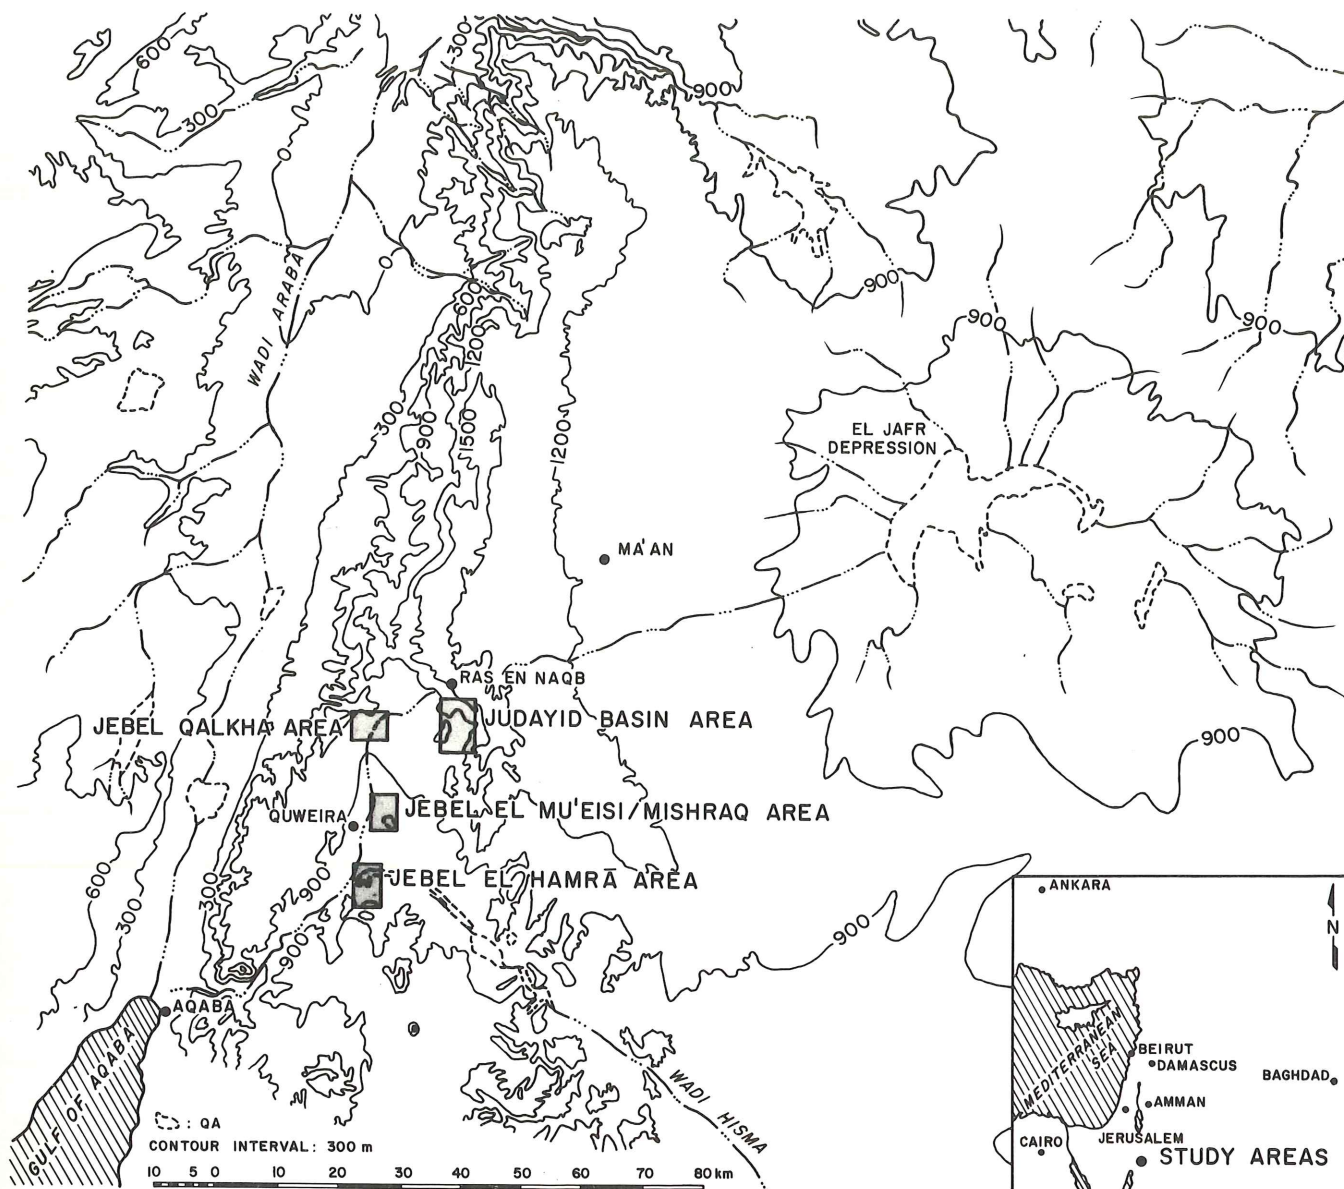 600
300
900
300
0
0
WADI ARABA
600
1200
900
900
900
300
900
1500
1200
EL JAFR
DEPRESSION
MA'AN
RAS EN NAQB
JEBEL QALKHA AREA
JUDAYID BASIN AREA
900
QUWEIRA
JEBEL EL MU'EISI/MISHRAQ AREA
600
300
300
900
JEBEL EL HAMRĀ AREA
900
900
AQABA
GULF OF AQABA
WADI HISMA
: QA
CONTOUR INTERVAL: 300 m
10 5 0 10 20 30 40 50 60 70 80 km
ANKARA
N
MEDITERRANEAN
SEA
BEIRUT
DAMASCUS
BAGHDAD
AMMAN
CAIRO
JERUSALEM
STUDY AREAS